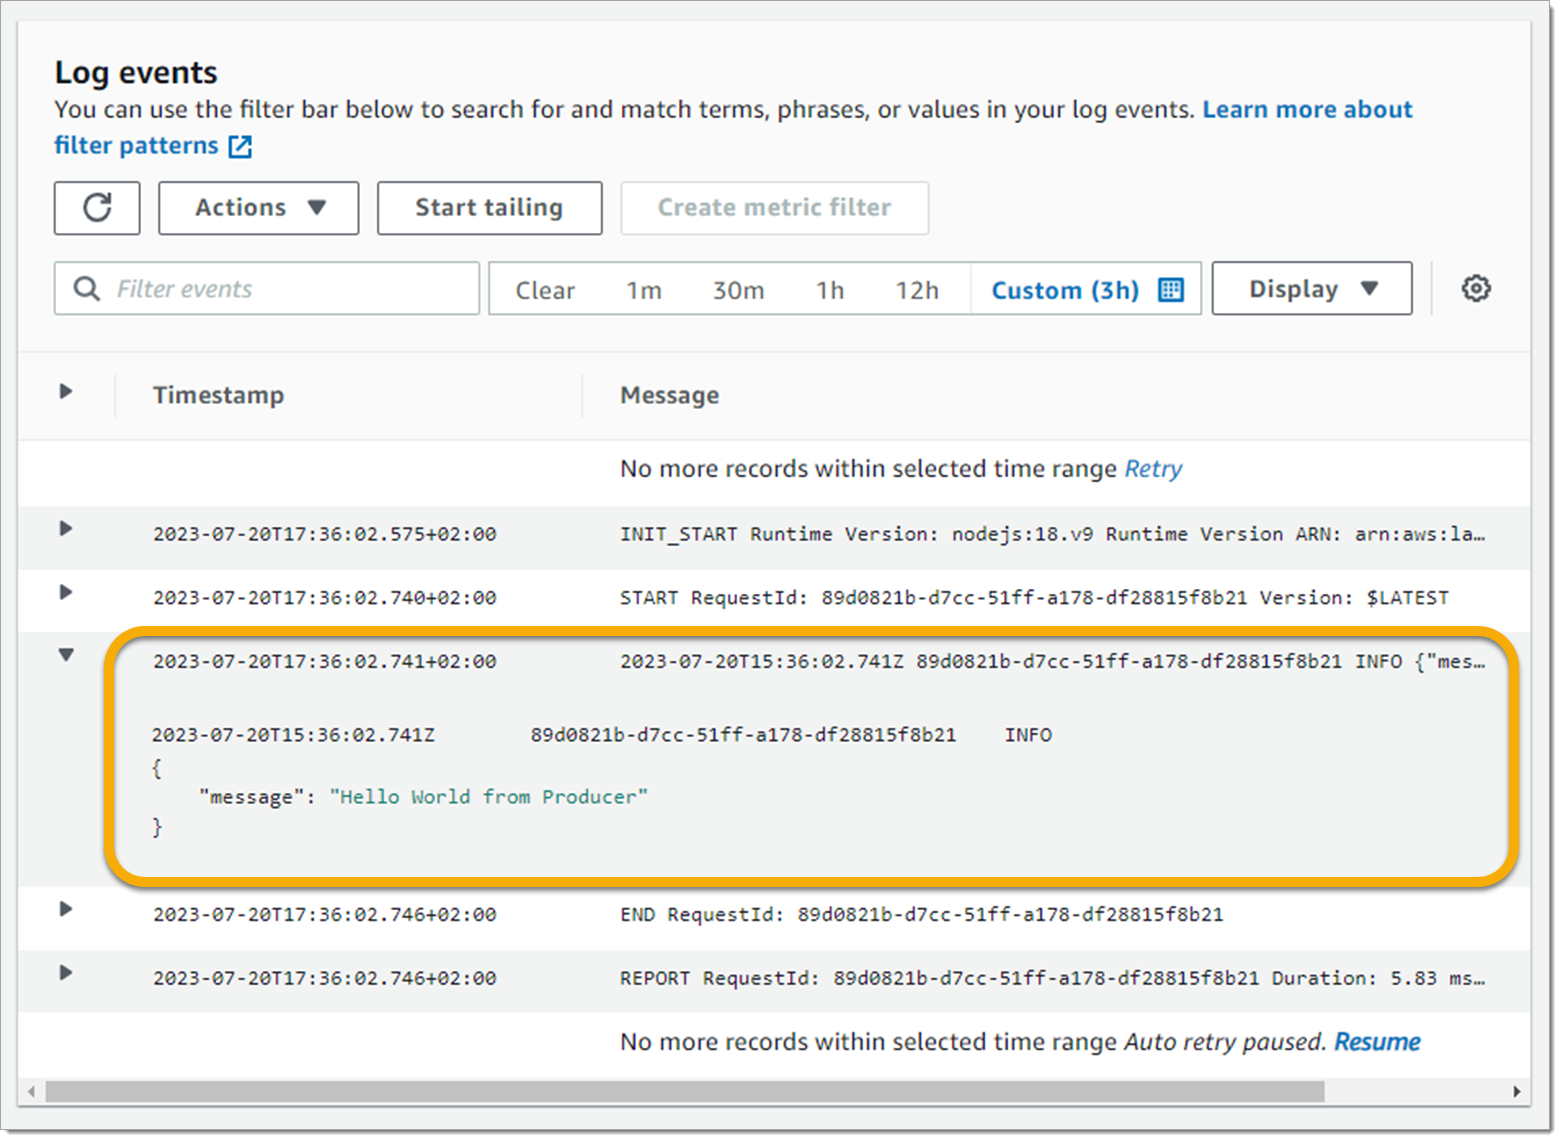 Log events
You can use the filter bar below to search for and match terms, phrases, or values in your log events. Learn more about
filter patterns
Actions Start tailing Create metric filter
Filter events Clear 1m 30m 1h 12h Custom (3h) Display
Timestamp Message
No more records within selected time range Retry
2023-07-20T17:36:02.575+02:00 INIT_START Runtime Version: nodejs:18.v9 Runtime Version ARN: arn:aws:la…
2023-07-20T17:36:02.740+02:00 START RequestId: 89d0821b-d7cc-51ff-a178-df28815f8b21 Version: $LATEST
2023-07-20T17:36:02.741+02:00 2023-07-20T15:36:02.741Z 89d0821b-d7cc-51ff-a178-df28815f8b21 INFO {"mes…
2023-07-20T15:36:02.741Z 89d0821b-d7cc-51ff-a178-df28815f8b21 INFO
{
"message": "Hello World from Producer"
}
2023-07-20T17:36:02.746+02:00 END RequestId: 89d0821b-d7cc-51ff-a178-df28815f8b21
2023-07-20T17:36:02.746+02:00 REPORT RequestId: 89d0821b-d7cc-51ff-a178-df28815f8b21 Duration: 5.83 ms…
No more records within selected time range Auto retry paused. Resume